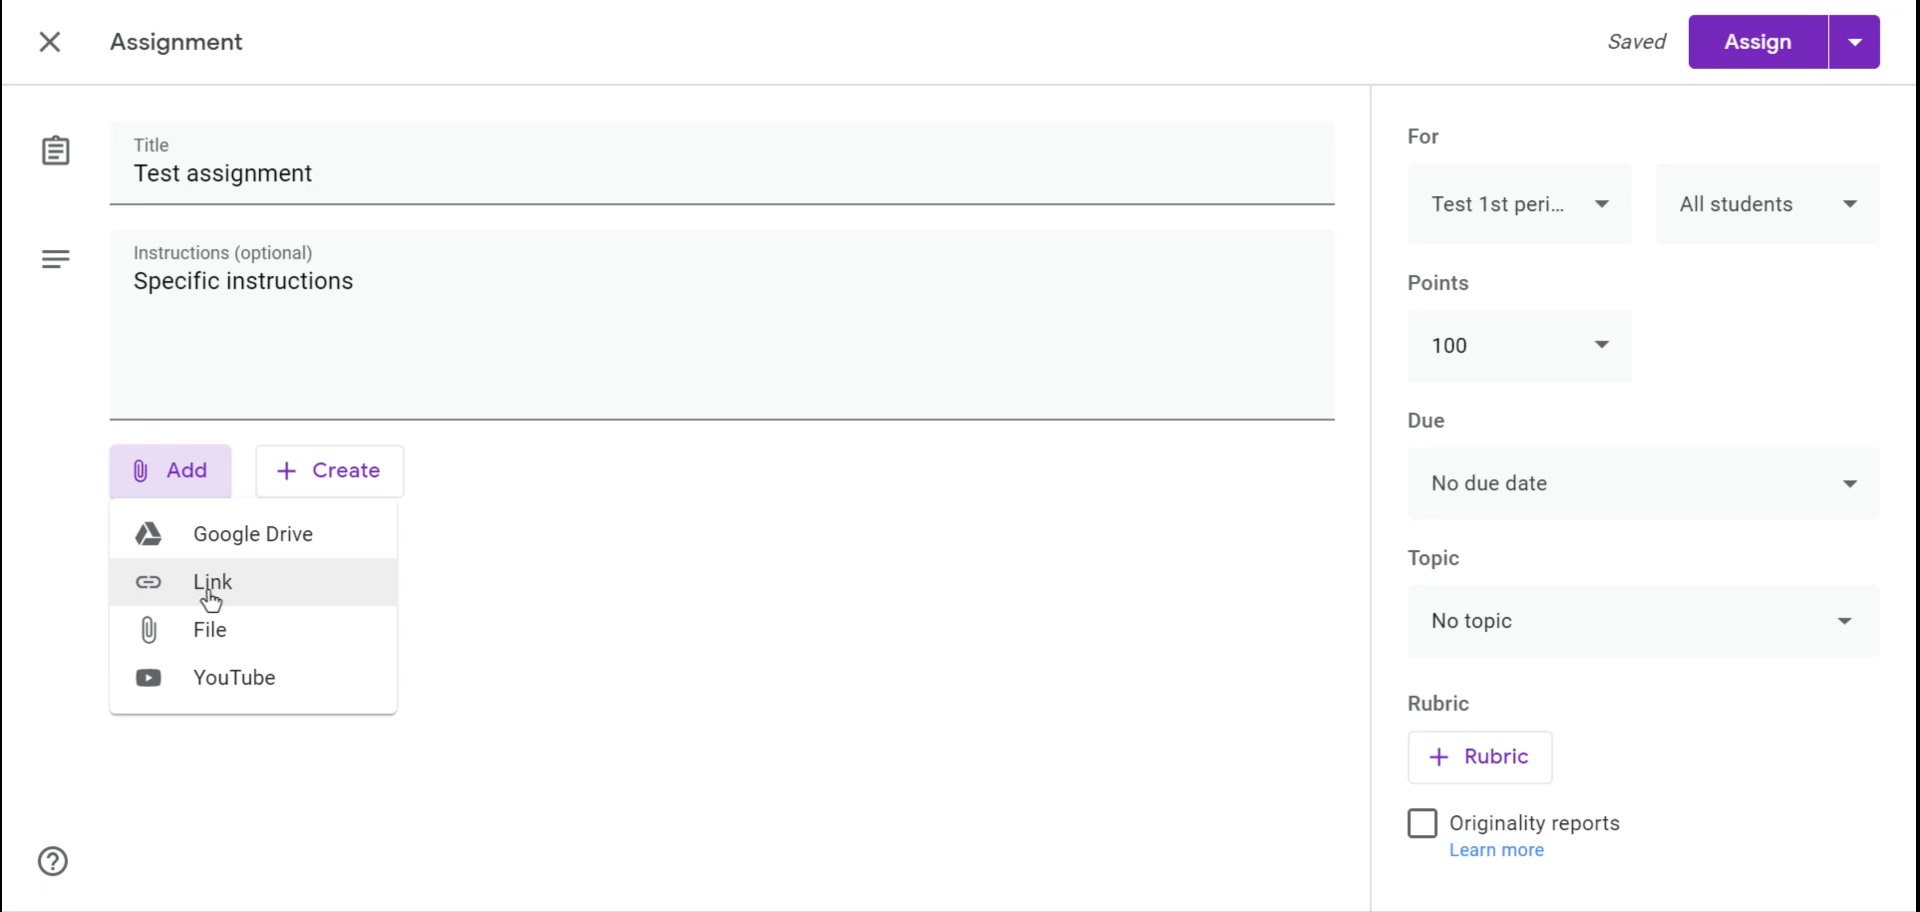 Assignment
Saved
Assign
Title
Test assignment
Instructions (optional)
Specific instructions
Add
Create
Google Drive
Link
File
YouTube
For
Test 1st peri...
All students
Points
100
Due
No due date
Topic
No topic
Rubric
Rubric
Originality reports
Learn more